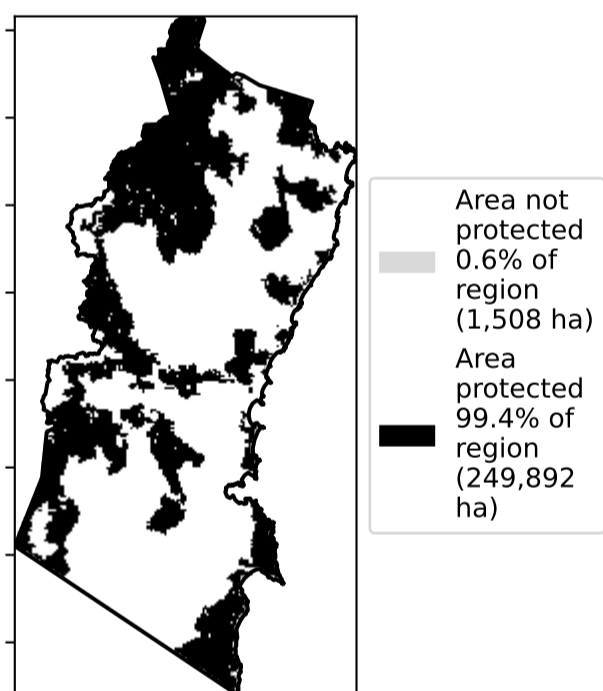 Area not
protected
0.6% of
region
(1,508 ha)
Area
protected
99.4% of
region
(249,892
ha)